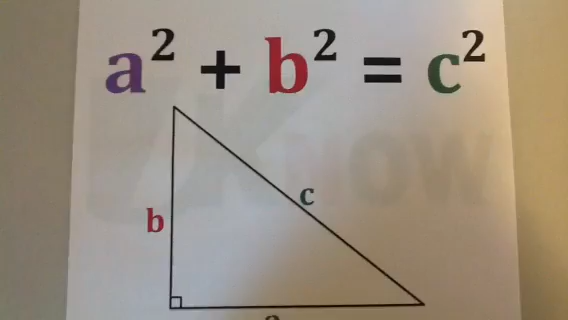 a² + b² = c²
c
b